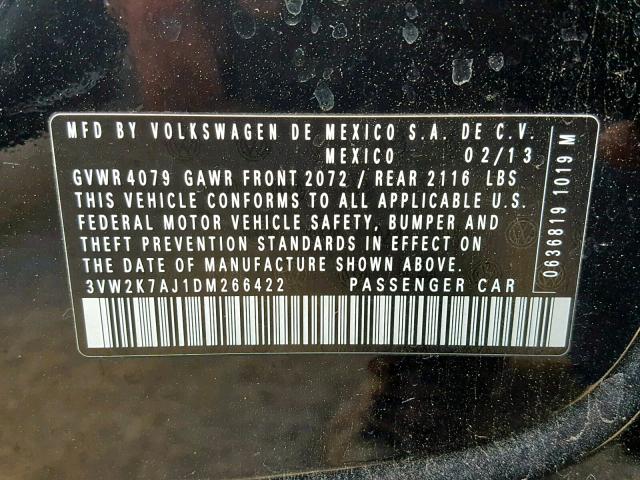 MFD BY VOLKSWAGEN DE MEXICO S.A. DE C.V.
MEXICO 02/13
GVWR 4079 GAWR FRONT 2072 / REAR 2116 LBS
THIS VEHICLE CONFORMS TO ALL APPLICABLE U.S.
FEDERAL MOTOR VEHICLE SAFETY, BUMPER AND
THEFT PREVENTION STANDARDS IN EFFECT ON
THE DATE OF MANUFACTURE SHOWN ABOVE.
3VW2K7AJ1DM266422 PASSENGER CAR
0636819 1019 M